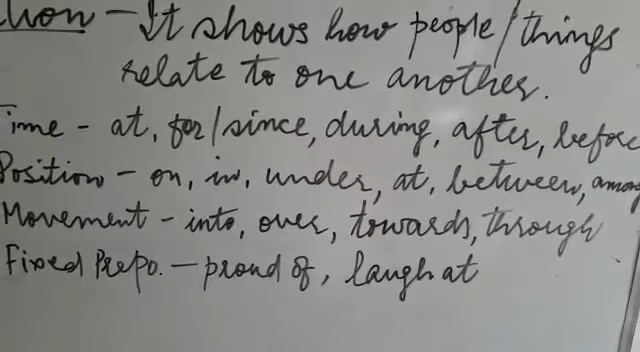 tion - It shows how people/things
relate to one another.
Time - at, for/since, during, after, before
Position - on, in, under, at, between, among
Movement - into, over, towards, through
Fixed Prepo. - proud of, laugh at